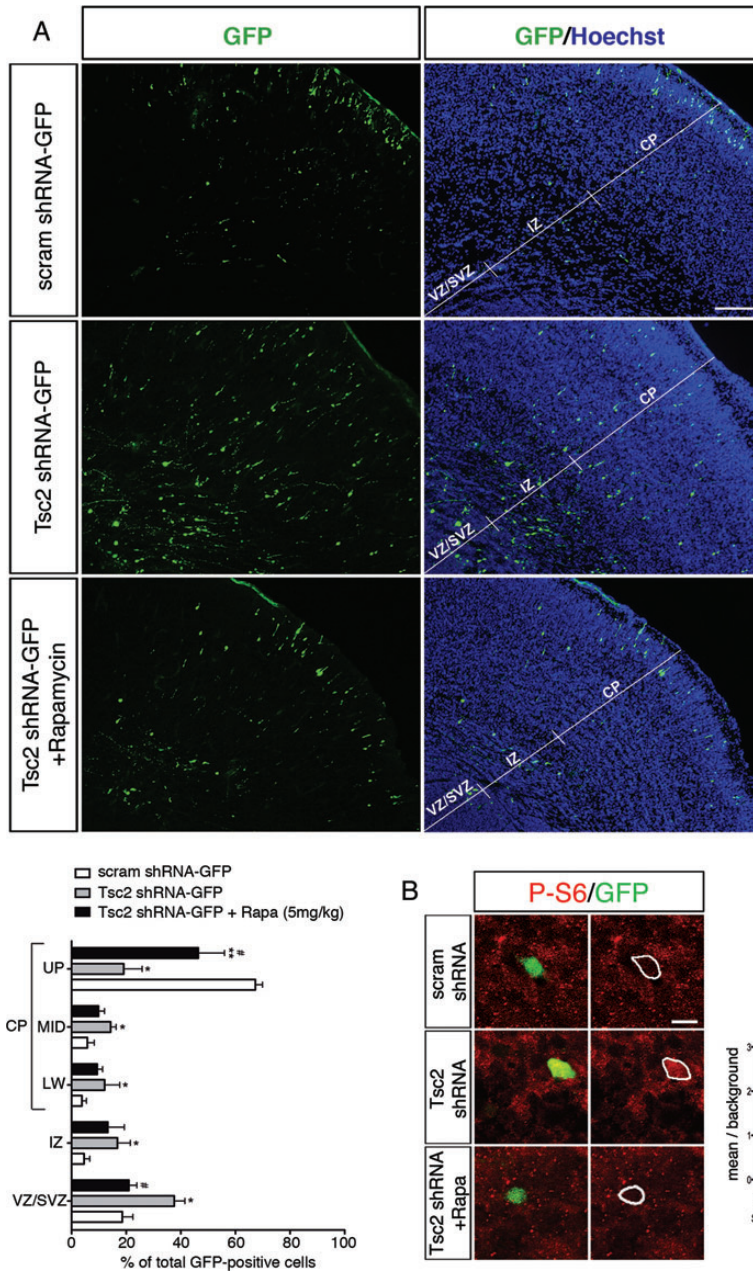 A
GFP
GFP/Hoechst
scram shRNA-GFP
CP
IZ
VZ/SVZ
Tsc2 shRNA-GFP
CP
IZ
VZ/SVZ
Tsc2 shRNA-GFP
+Rapamycin
CP
IZ
VZ/SVZ
scram shRNA-GFP
Tsc2 shRNA-GFP
Tsc2 shRNA-GFP + Rapa (5mg/kg)
CP
UP
** #
*
MID
*
LW
*
IZ
*
VZ/SVZ
#
*
0 20 40 60 80 100
% of total GFP-positive cells
B
P-S6/GFP
scram
shRNA
Tsc2
shRNA
Tsc2 shRNA
+Rapa
mean / background